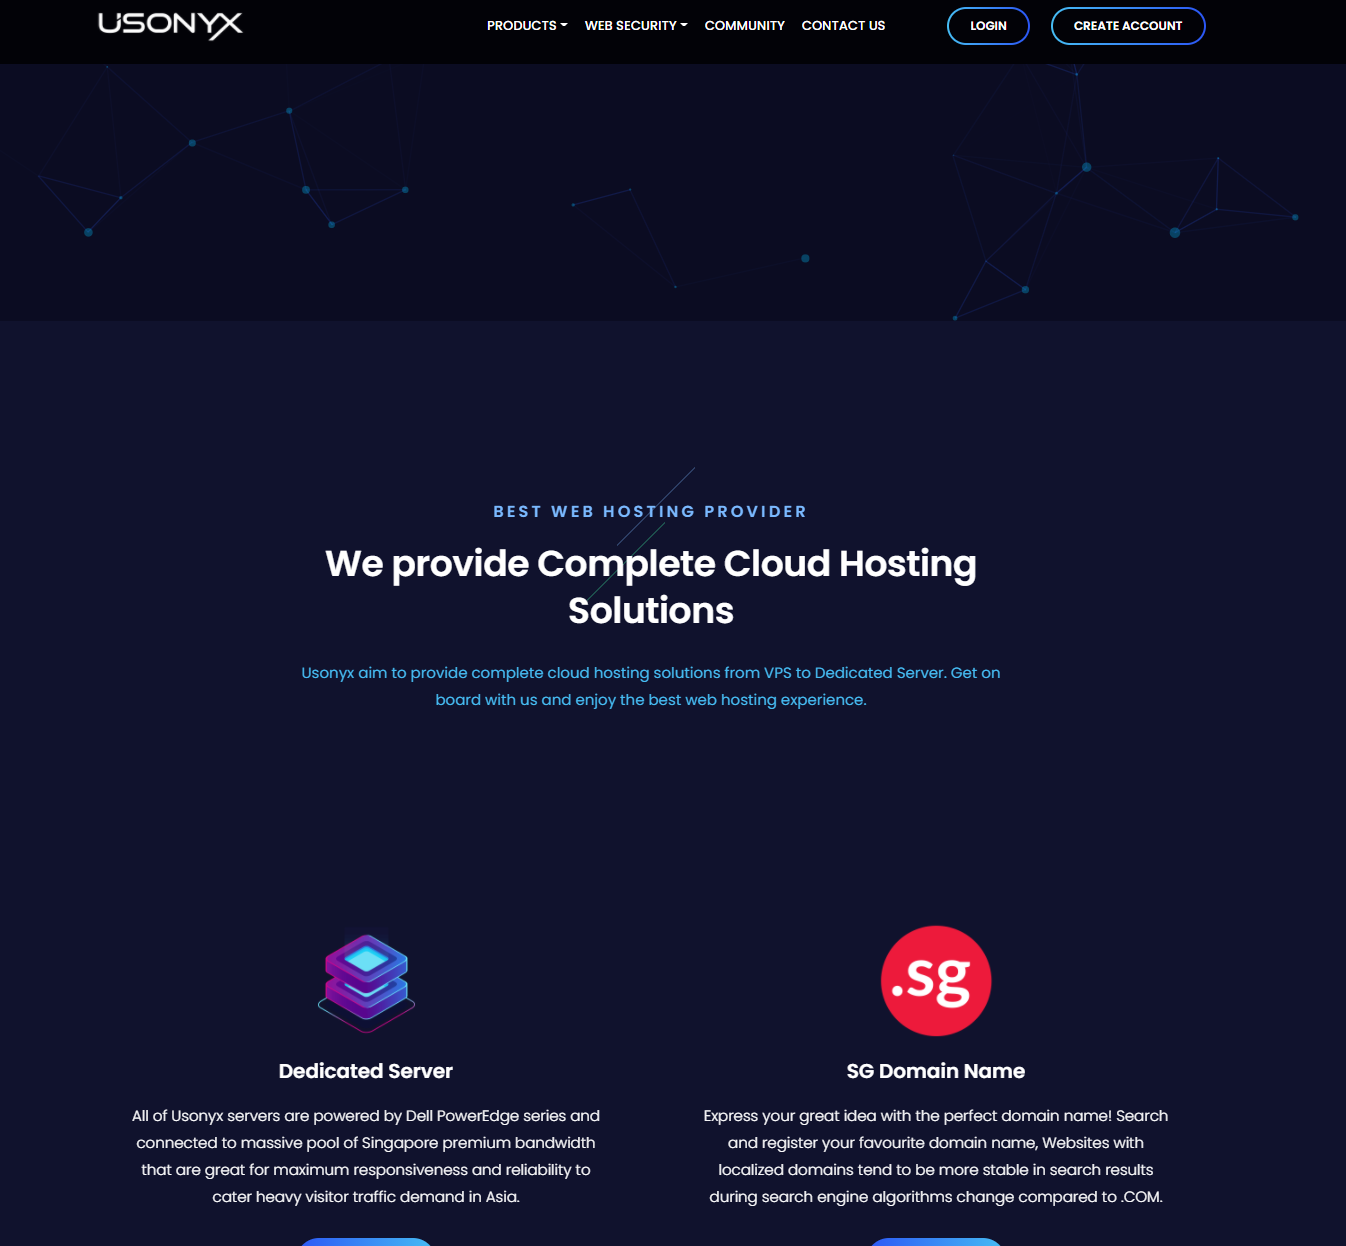 USONYX
PRODUCTS WEB SECURITY COMMUNITY CONTACT US LOGIN CREATE ACCOUNT
BEST WEB HOSTING PROVIDER
We provide Complete Cloud Hosting
Solutions
Usonyx aim to provide complete cloud hosting solutions from VPS to Dedicated Server. Get on
board with us and enjoy the best web hosting experience.
.sg
Dedicated Server
All of Usonyx servers are powered by Dell PowerEdge series and
connected to massive pool of Singapore premium bandwidth
that are great for maximum responsiveness and reliability to
cater heavy visitor traffic demand in Asia.
SG Domain Name
Express your great idea with the perfect domain name! Search
and register your favourite domain name, Websites with
localized domains tend to be more stable in search results
during search engine algorithms change compared to .COM.